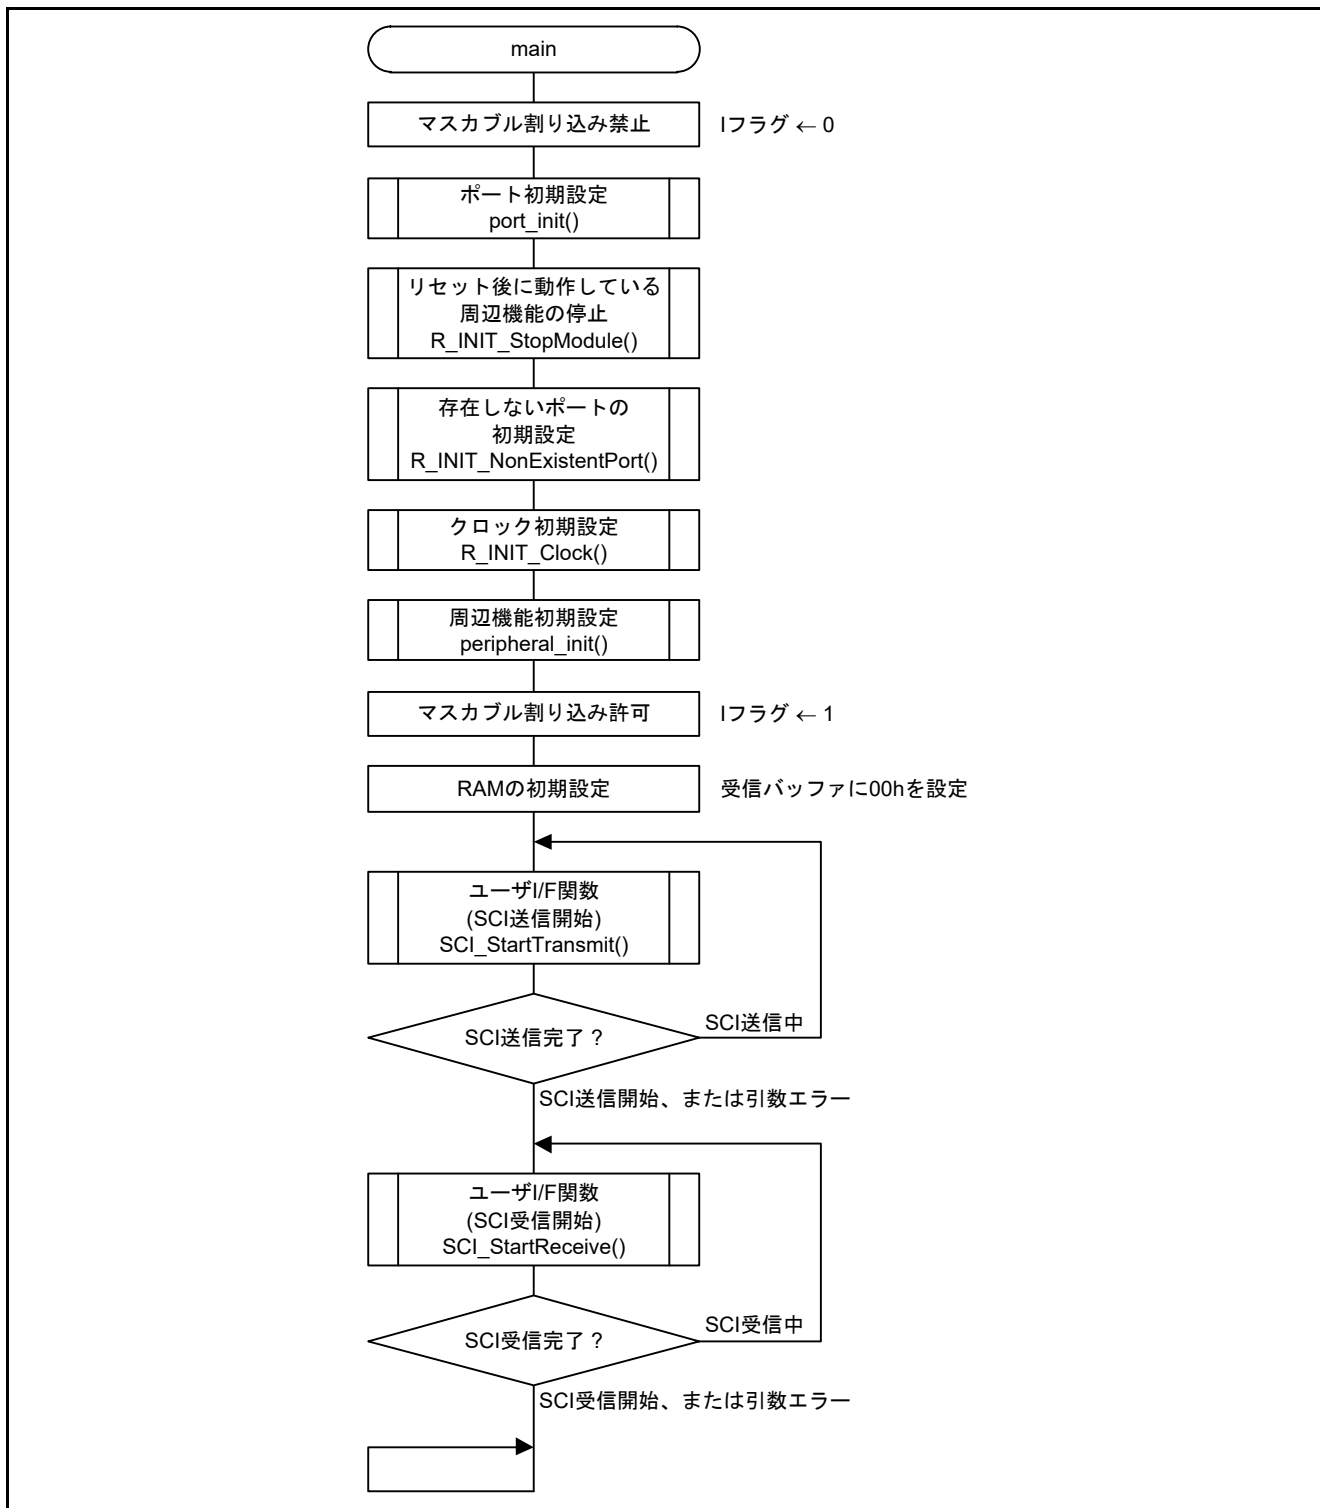 main
マスカブル割り込み禁止
Iフラグ ← 0
ポート初期設定
port_init()
リセット後に動作している
周辺機能の停止
R_INIT_StopModule()
存在しないポートの
初期設定
R_INIT_NonExistentPort()
クロック初期設定
R_INIT_Clock()
周辺機能初期設定
peripheral_init()
マスカブル割り込み許可
Iフラグ ← 1
RAMの初期設定
受信バッファに00hを設定
ユーザI/F関数
(SCI送信開始)
SCI_StartTransmit()
SCI送信完了？
SCI送信中
SCI送信開始、または引数エラー
ユーザI/F関数
(SCI受信開始)
SCI_StartReceive()
SCI受信完了？
SCI受信中
SCI受信開始、または引数エラー